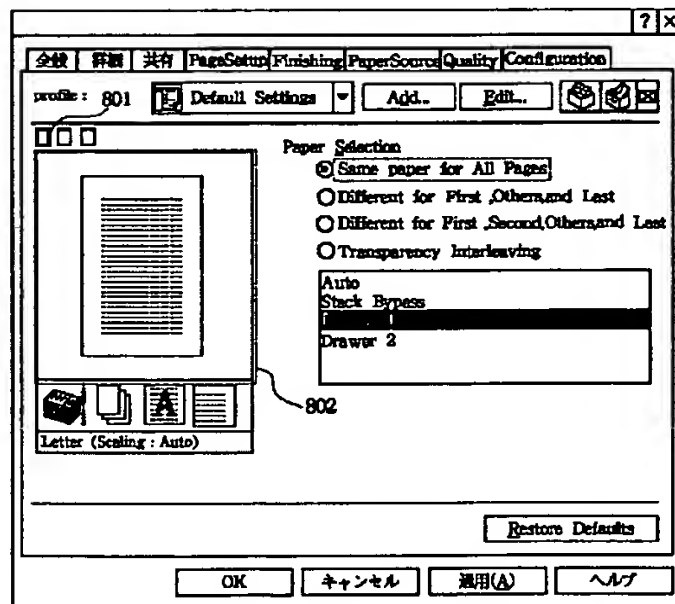 ? ×
全般 詳細 共有 PageSetup Finishing PaperSource Quality Configuration
profile: 801 Default Settings Add... Edit...
Paper Selection
Same paper for All Pages
Different for First ,Others,and Last
Different for First ,Second,Others,and Last
Transparency Interleaving
Auto
Stack Bypass
Drawer 2
A
802
Letter (Scaling : Auto)
Restore Defaults
OK キャンセル 適用(A) ヘルプ